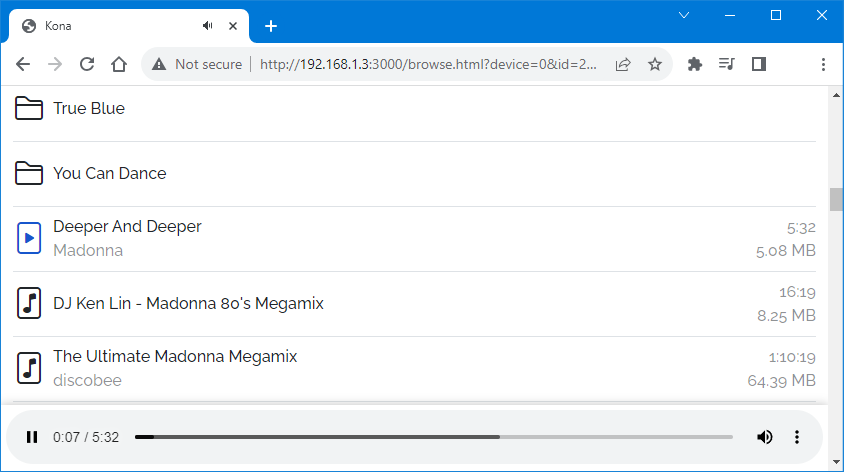 Kona
Not secure | http://192.168.1.3:3000/browse.html?device=0&id=2...
True Blue
You Can Dance
Deeper And Deeper 5:32
Madonna 5.08 MB
DJ Ken Lin - Madonna 80's Megamix 16:19
8.25 MB
The Ultimate Madonna Megamix 1:10:19
discobee 64.39 MB
0:07 / 5:32